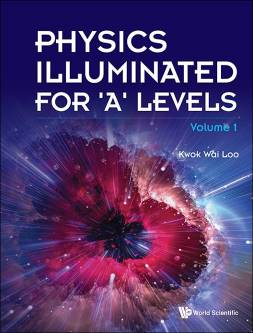 PHYSICS
ILLUMINATED
FOR 'A' LEVELS
Volume 1
Kwok Wai Loo
World Scientific